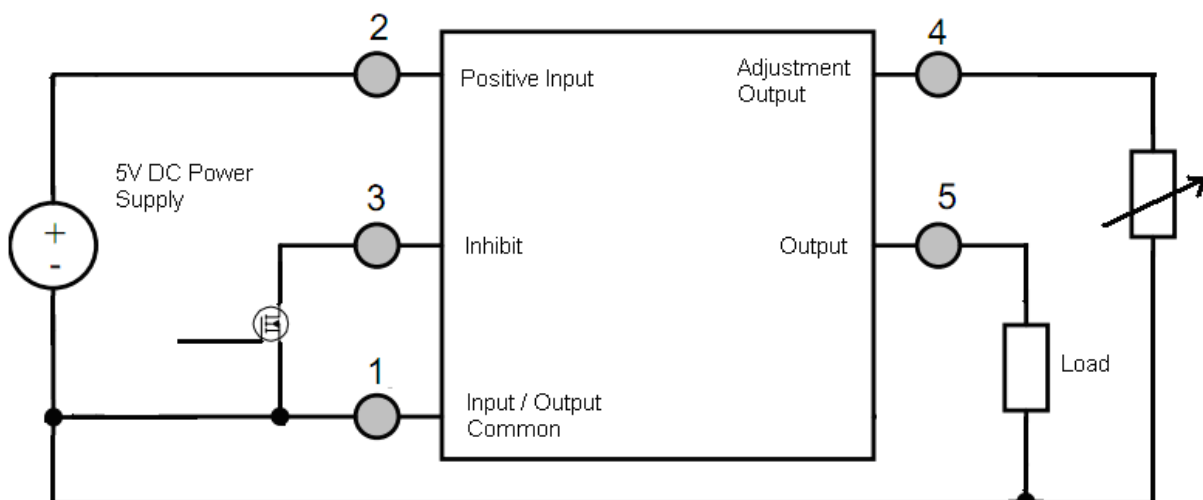 2
4
Positive Input
Adjustment
Output
5V DC Power
Supply
3
5
+
-
Inhibit
Output
1
Load
Input / Output
Common